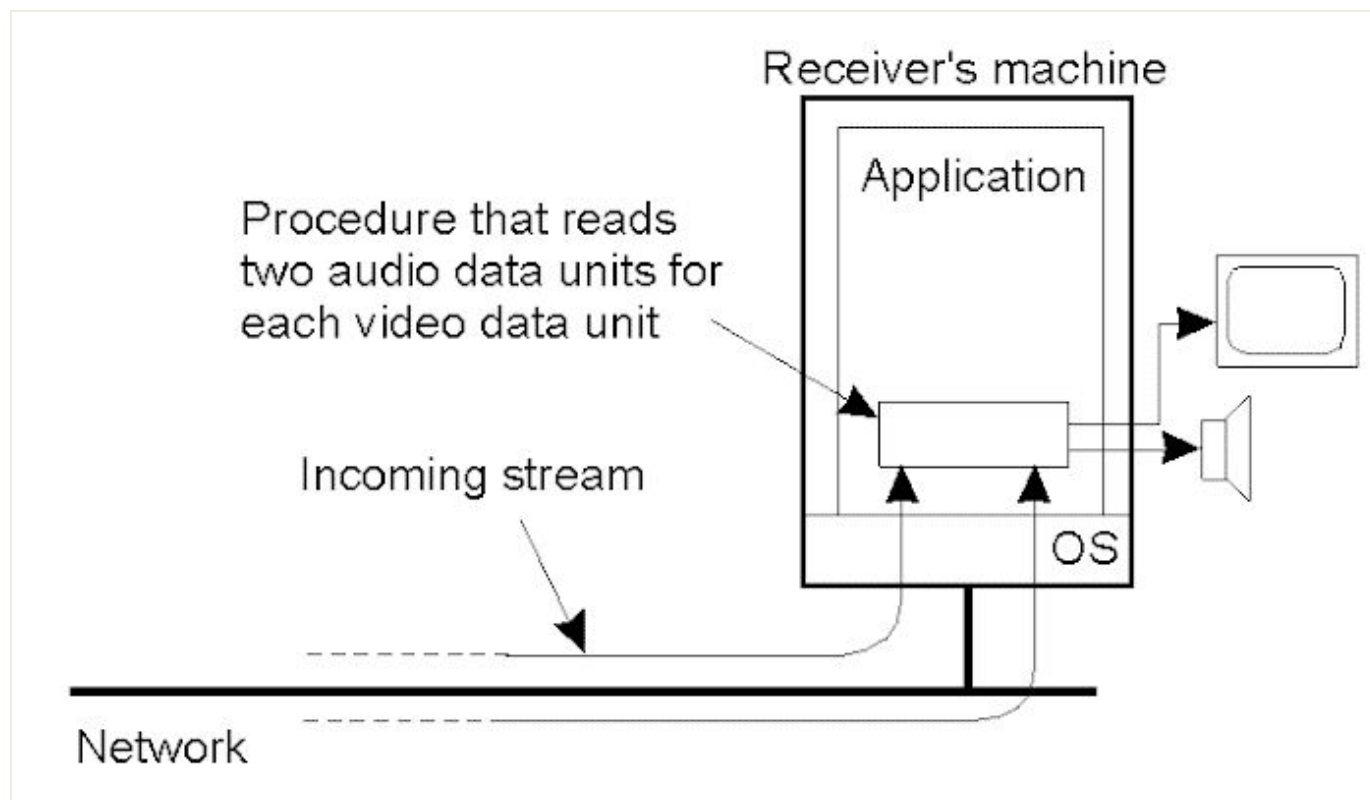 Receiver's machine
Application
Procedure that reads
two audio data units for
each video data unit
Incoming stream
OS
Network